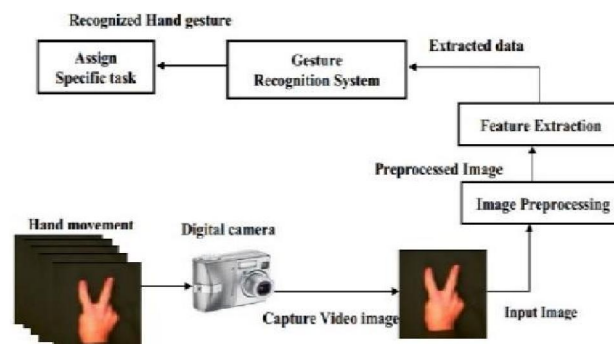 Recognized Hand gesture
Assign
Specific task
Gesture
Recognition System
Extracted data
Feature Extraction
Preprocessed Image
Image Preprocessing
Hand movement
Digital camera
Capture Video image
Input Image